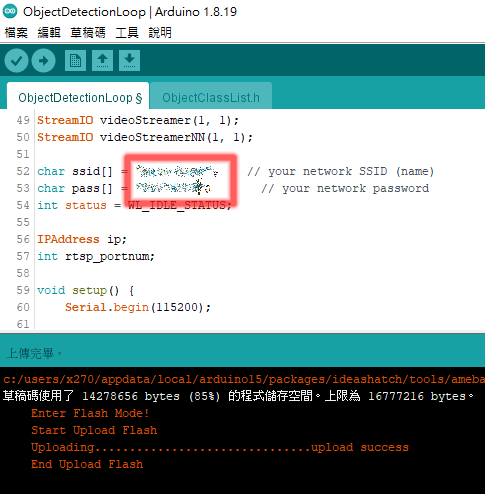 ObjectDetectionLoop | Arduino 1.8.19
檔案 編輯 草稿碼 工具 說明
ObjectDetectionLoop § ObjectClassList.h
49 StreamIO videoStreamer(1, 1);
50 StreamIO videoStreamerNN(1, 1);
51
52 char ssid[] = // your network SSID (name)
53 char pass[] = // your network password
54 int status = WL_IDLE_STATUS;
55
56 IPAddress ip;
57 int rtsp_portnum;
58
59 void setup() {
60 Serial.begin(115200);
61
上傳完畢。
c:/users/x270/appdata/local/arduino15/packages/ideashatch/tools/ameba
草稿碼使用了 14278656 bytes (85%) 的程式儲存空間。上限為 16777216 bytes。
Enter Flash Mode!
Start Upload Flash
Uploading...............................upload success
End Upload Flash